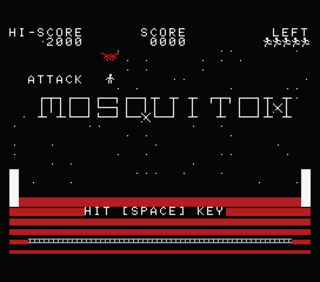 HI-SCORE SCORE LEFT
2000 0000
ATTACK
MOSQUITON
HIT [SPACE] KEY